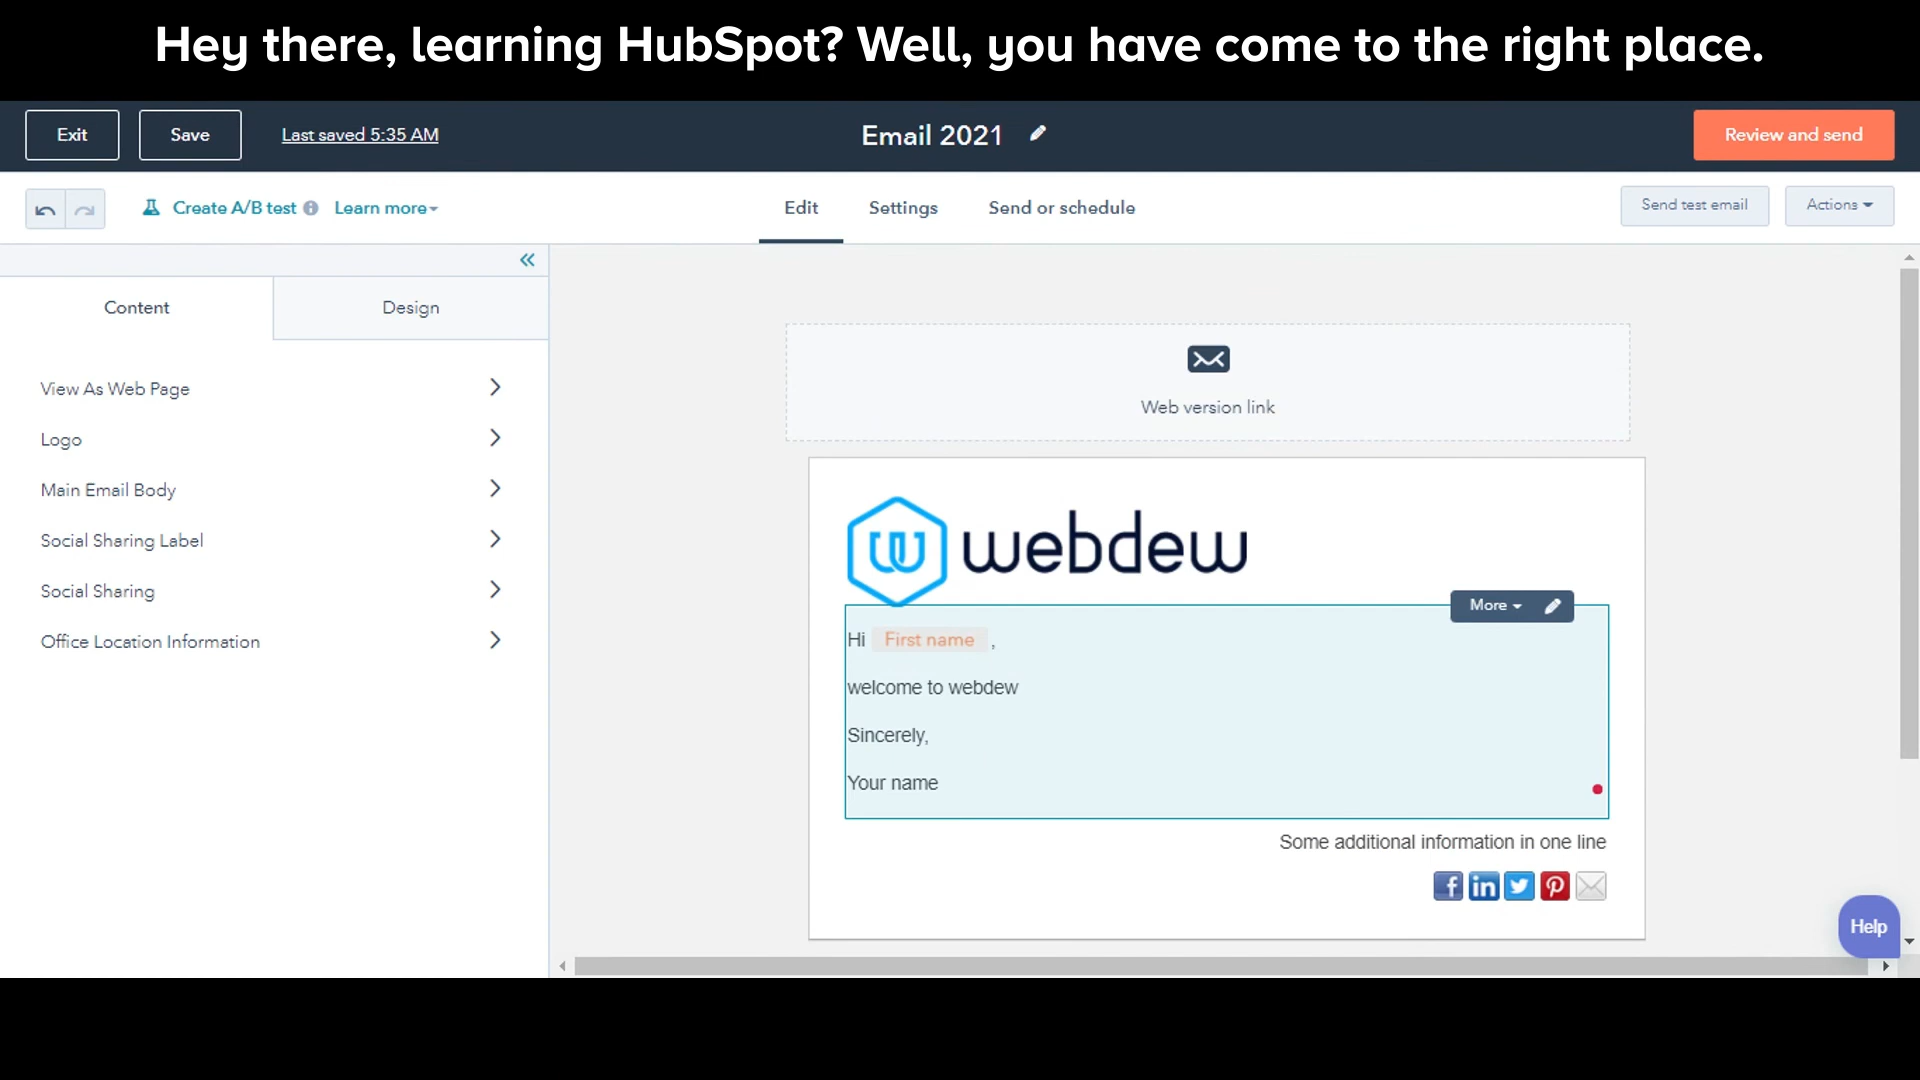 Hey there, learning HubSpot? Well, you have come to the right place.
Exit
Save
Last saved 5:35 AM
Email 2021
Review and send
Create A/B test
Learn more
Edit
Settings
Send or schedule
Send test email
Actions
Content
Design
View As Web Page
Logo
Main Email Body
Social Sharing Label
Social Sharing
Office Location Information
Web version link
webdew
More
Hi First name ,
welcome to webdew
Sincerely,
Your name
Some additional information in one line
Help